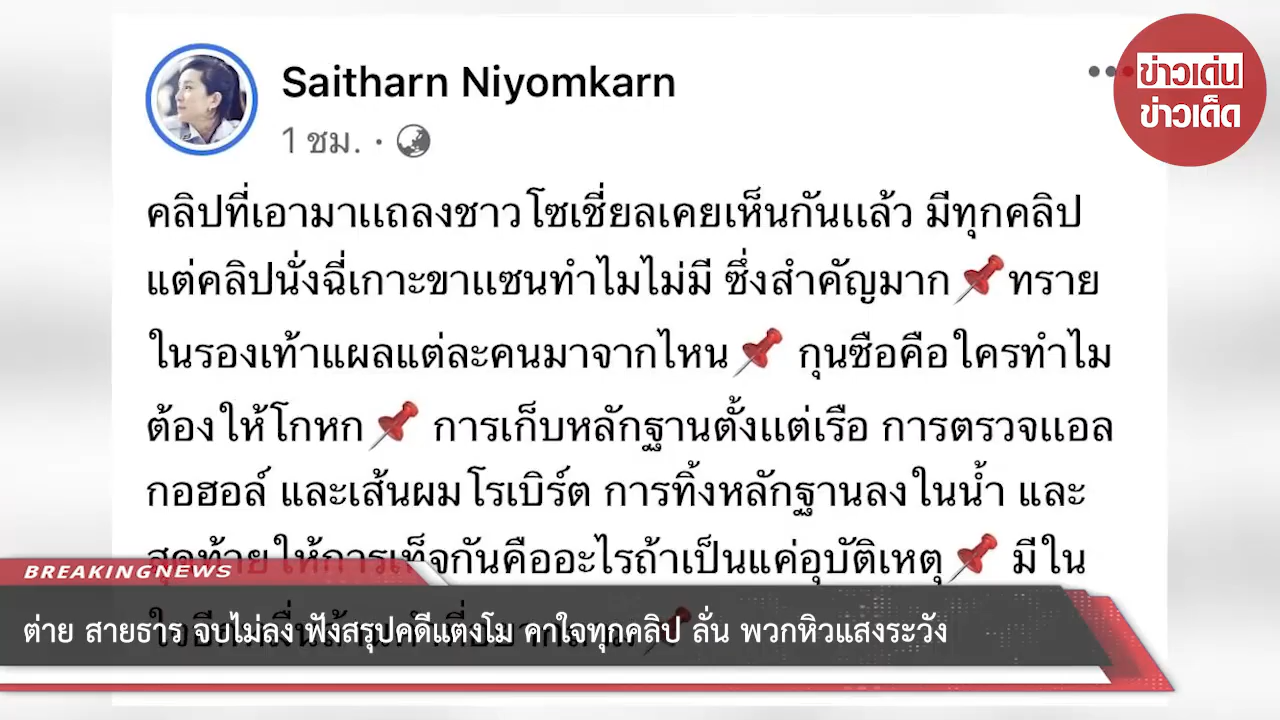 Saitharn Niyomkarn
1 ชม. ·
ข่าวเด่น
ข่าวเด็ด
คลิปที่เอามาแถลงชาวโซเชี่ยลเคยเห็นกันแล้ว มีทุกคลิป
แต่คลิปนั่งฉี่เกาะขาแซนทำไมไม่มี ซึ่งสำคัญมาก📌ทราย
ในรองเท้าแผลแต่ละคนมาจากไหน📌 กุนซือคือใครทำไม
ต้องให้โกหก📌 การเก็บหลักฐานตั้งแต่เรือ การตรวจแอล
กอฮอล์ และเส้นผมโรเบิร์ต การทิ้งหลักฐานลงในน้ำ และ
สุดท้ายให้การเท็จกันคืออะไรถ้าเป็นแค่อุบัติเหตุ📌 มีใน
BREAKINGNEWS
ต่าย สายธาร จบไม่ลง ฟังสรุปคดีแตงโม คาใจทุกคลิป ลั่น พวกหิวแสงระวัง